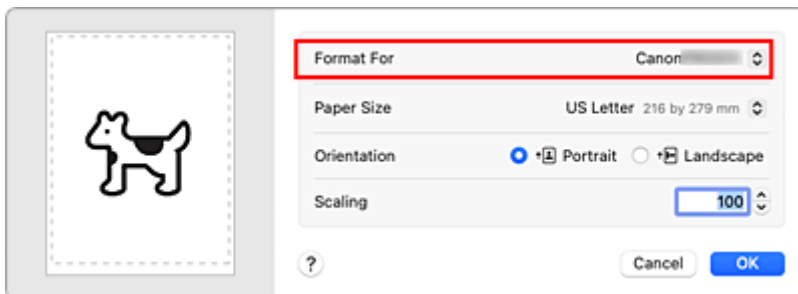 Format For Canon
Paper Size US Letter 216 by 279 mm
Orientation Portrait Landscape
Scaling 100
? Cancel OK